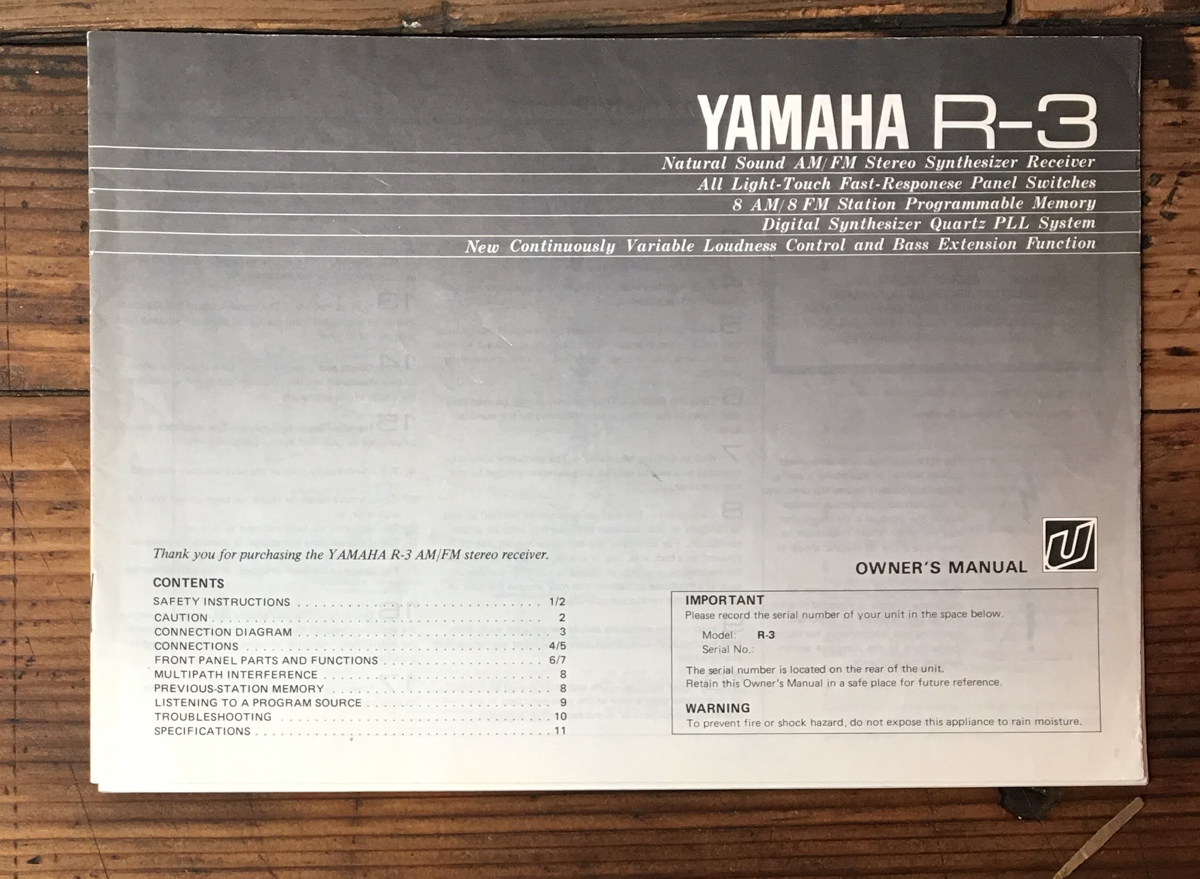 YAMAHA R-3
Natural Sound AM/FM Stereo Synthesizer Receiver
All Light-Touch Fast-Responese Panel Switches
8 AM/8 FM Station Programmable Memory
Digital Synthesizer Quartz PLL System
New Continuously Variable Loudness Control and Bass Extension Function
Thank you for purchasing the YAMAHA R-3 AM/FM stereo receiver.
CONTENTS
SAFETY INSTRUCTIONS . . . . . . . . . . . . . . . . . . . . . . . . . . . . . . 1/2
CAUTION . . . . . . . . . . . . . . . . . . . . . . . . . . . . . . . . . . . . . . . . 2
CONNECTION DIAGRAM . . . . . . . . . . . . . . . . . . . . . . . . . . . . . . 3
CONNECTIONS . . . . . . . . . . . . . . . . . . . . . . . . . . . . . . . . . . . . 4/5
FRONT PANEL PARTS AND FUNCTIONS . . . . . . . . . . . . . . . . . . . 6/7
MULTIPATH INTERFERENCE . . . . . . . . . . . . . . . . . . . . . . . . . . . 8
PREVIOUS-STATION MEMORY . . . . . . . . . . . . . . . . . . . . . . . . . . 8
LISTENING TO A PROGRAM SOURCE . . . . . . . . . . . . . . . . . . . . . 9
TROUBLESHOOTING . . . . . . . . . . . . . . . . . . . . . . . . . . . . . . . . 10
SPECIFICATIONS . . . . . . . . . . . . . . . . . . . . . . . . . . . . . . . . . . 11
OWNER'S MANUAL
IMPORTANT
Please record the serial number of your unit in the space below.
Model: R-3
Serial No.:
The serial number is located on the rear of the unit.
Retain this Owner's Manual in a safe place for future reference.
WARNING
To prevent fire or shock hazard, do not expose this appliance to rain moisture.